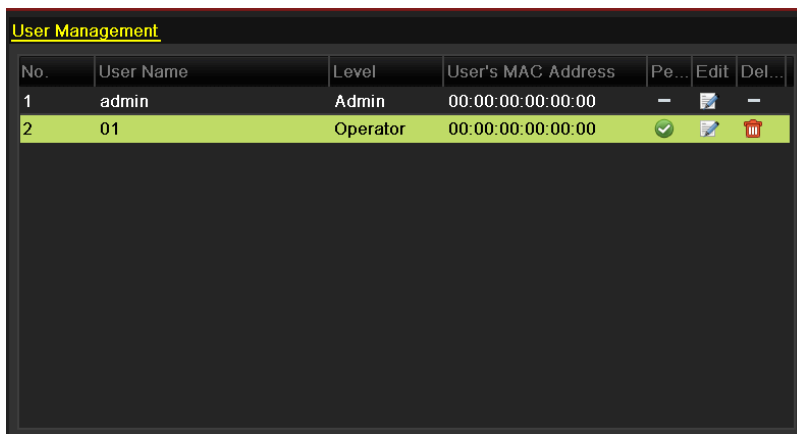 User Management
No. User Name Level User's MAC Address Pe... Edit Del...
1 admin Admin 00:00:00:00:00:00 –
2 01 Operator 00:00:00:00:00:00